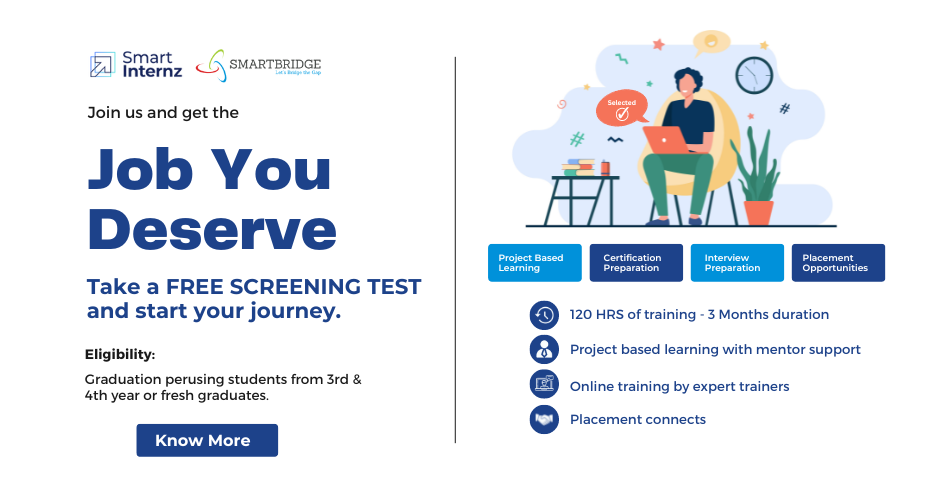 Smart
Internz
SMARTBRIDGE
Let's Bridge the Gap
Join us and get the
Job You
Deserve
Take a FREE SCREENING TEST
and start your journey.
Eligibility:
Graduation perusing students from 3rd &
4th year or fresh graduates.
Know More
Selected
#
#
Project Based
Learning
Certification
Preparation
Interview
Preparation
Placement
Opportunities
120 HRS of training - 3 Months duration
Project based learning with mentor support
Online training by expert trainers
Placement connects